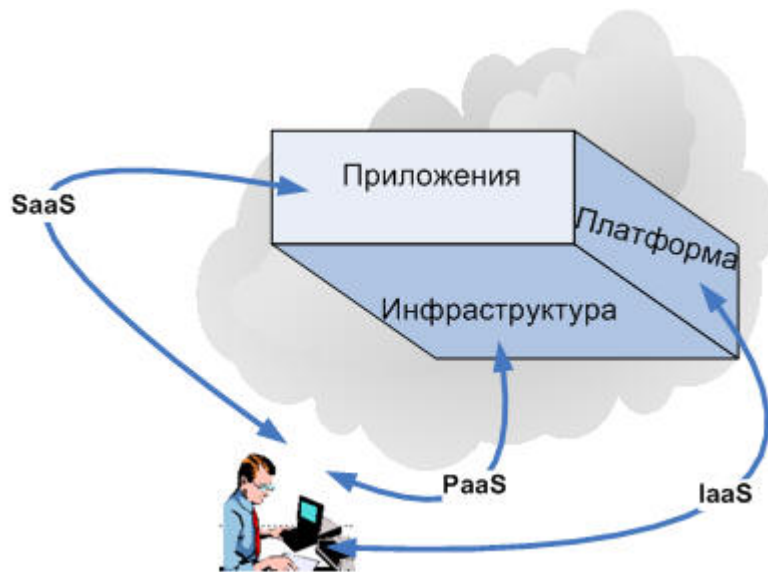 Приложения
SaaS
Платформа
Инфраструктура
PaaS
IaaS